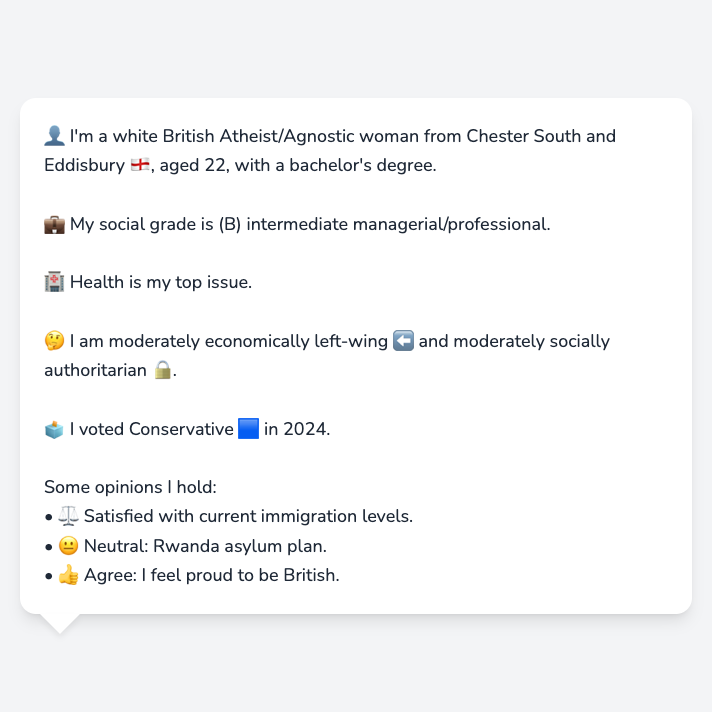 👤 I'm a white British Atheist/Agnostic woman from Chester South and
Eddisbury 🏴󠁧󠁢󠁥󠁮󠁧󠁿, aged 22, with a bachelor's degree.
💼 My social grade is (B) intermediate managerial/professional.
🏥 Health is my top issue.
🤔 I am moderately economically left-wing ⬅️ and moderately socially
authoritarian 🔒.
🗳️ I voted Conservative 🟦 in 2024.
Some opinions I hold:
• ⚖️ Satisfied with current immigration levels.
• 😐 Neutral: Rwanda asylum plan.
• 👍 Agree: I feel proud to be British.